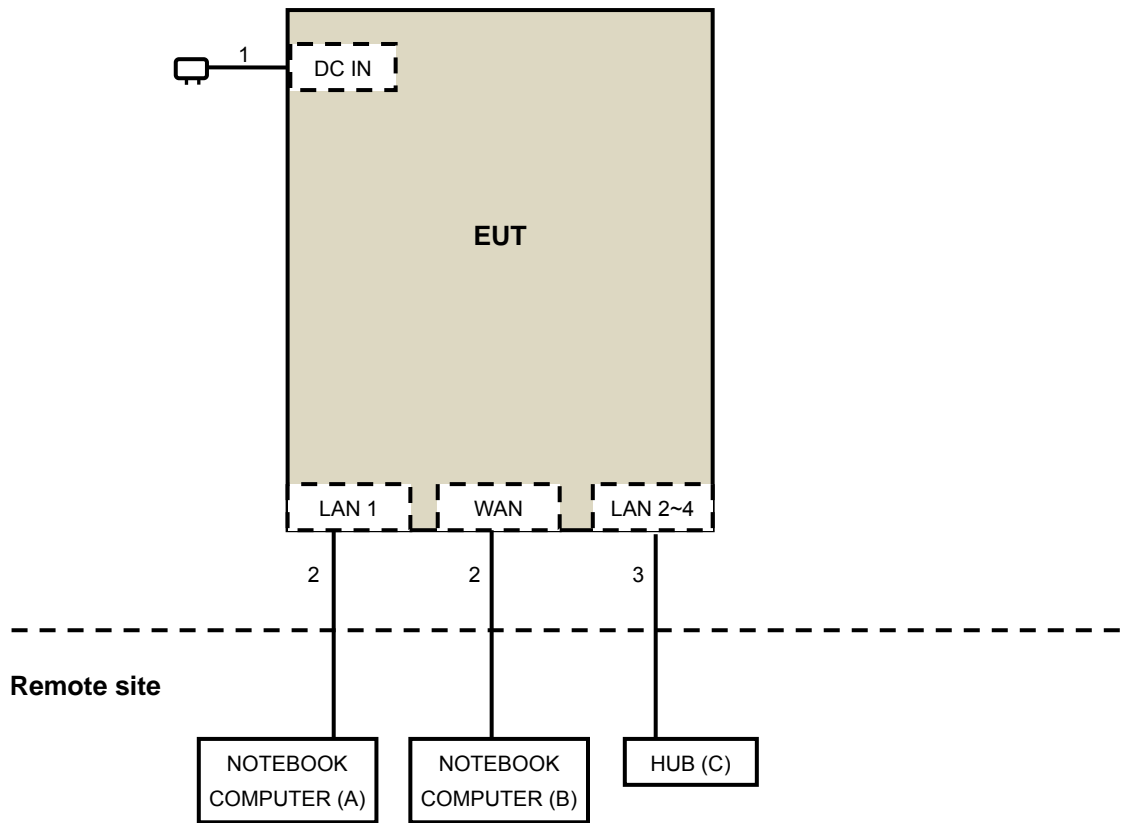 1
DC IN
EUT
LAN 1
WAN
LAN 2~4
2
2
3
Remote site
NOTEBOOK
COMPUTER (A)
NOTEBOOK
COMPUTER (B)
HUB (C)